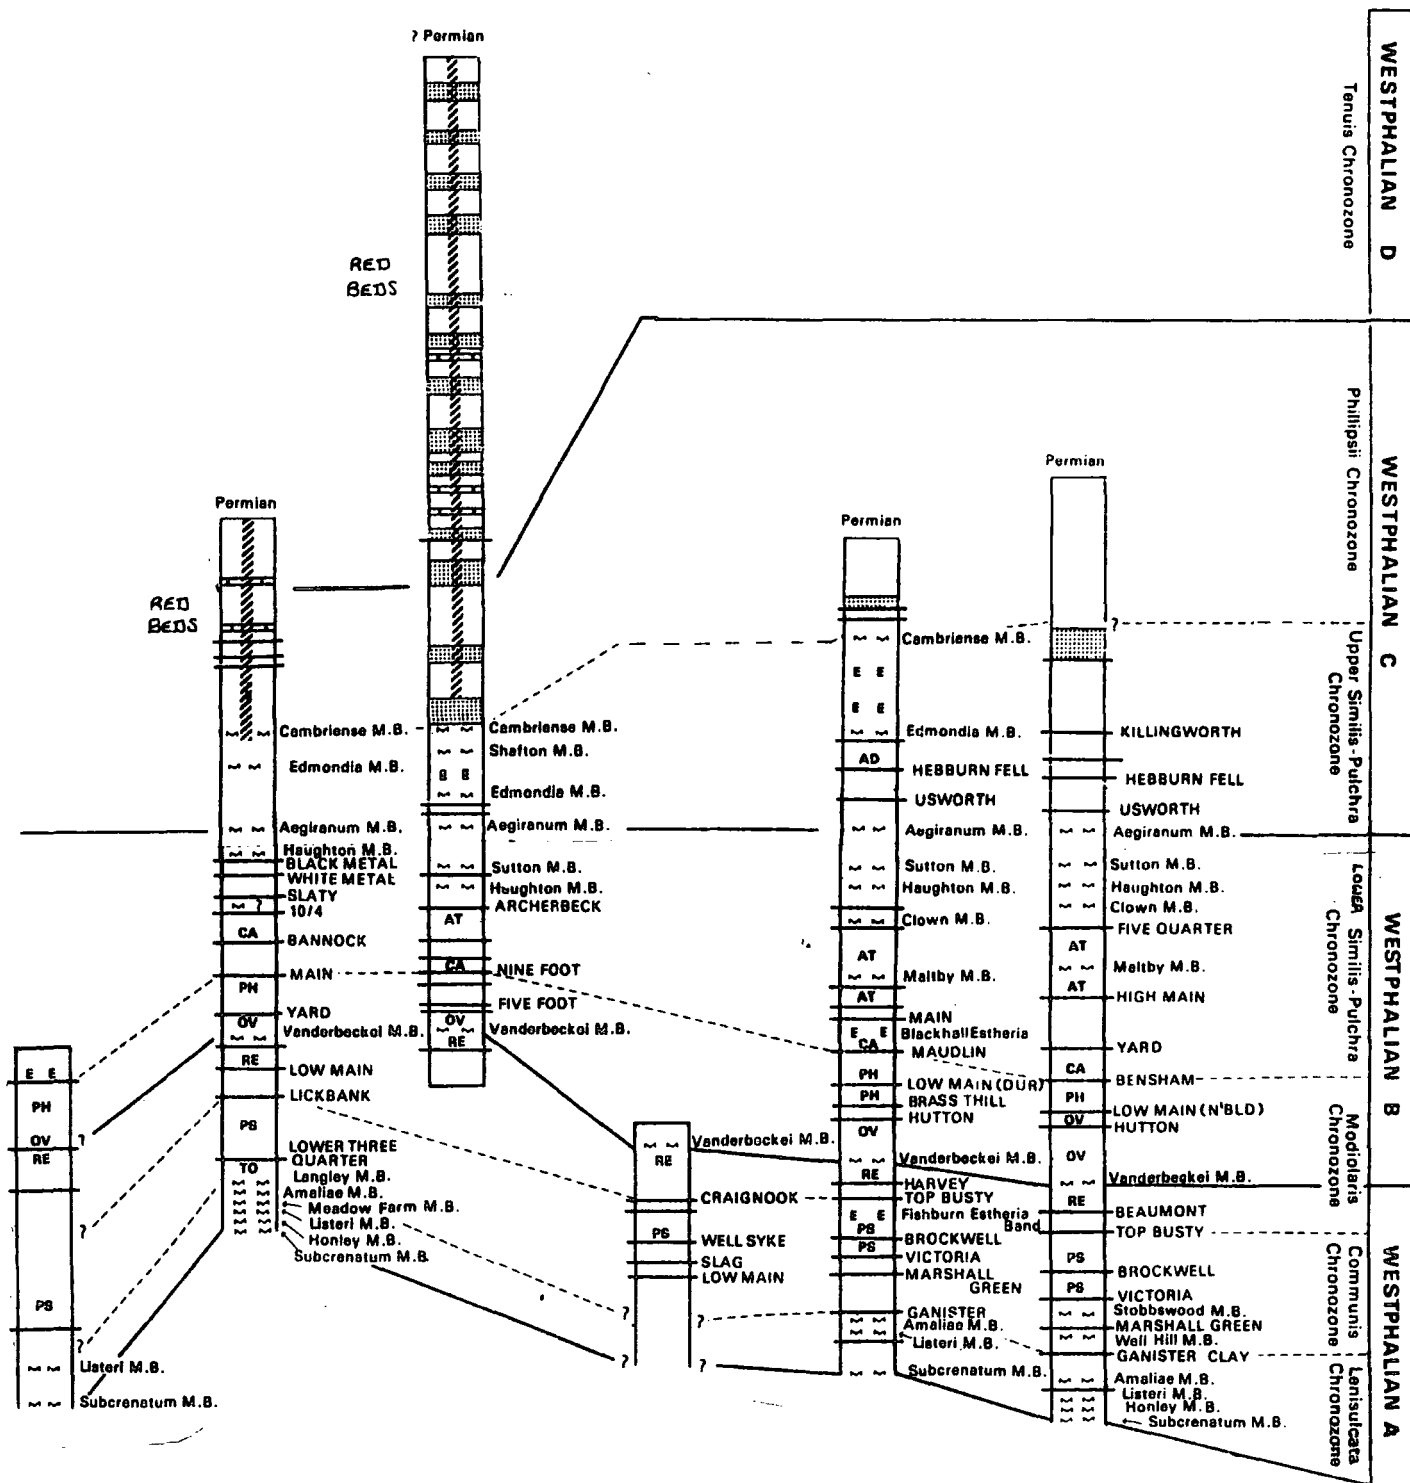 ? Permian
RED
BEDS
Permian
RED
BEDS
Cambriense M.B.
Edmondia M.B.
Aegiranum M.B.
Haughton M.B.
BLACK METAL
WHITE METAL
SLATY
?
10/4
CA
BANNOCK
MAIN
PH
YARD
OV
Vanderbeckei M.B.
RE
LOW MAIN
LICKBANK
PS
LOWER THREE
QUARTER
TO
Langley M.B.
Amaliae M.B.
Meadow Farm M.B.
Listeri M.B.
Honley M.B.
Subcrenatum M.B.
E E
PH
OV
?
RE
?
PS
?
Listeri M.B.
Subcrenatum M.B.
Cambriense M.B.
Shafton M.B.
E E
Edmondia M.B.
Aegiranum M.B.
Sutton M.B.
Haughton M.B.
ARCHERBECK
AT
CA
NINE FOOT
FIVE FOOT
OV
Vanderbeckei M.B.
RE
Vanderbeckei M.B.
RE
CRAIGNOOK
PS
WELL SYKE
SLAG
LOW MAIN
?
?
?
?
Permian
Cambriense M.B.
E E
E E
Edmondia M.B.
AD
HEBBURN FELL
USWORTH
Aegiranum M.B.
Sutton M.B.
Haughton M.B.
Clown M.B.
AT
Maltby M.B.
AT
MAIN
E E
Blackhall Estheria
CA
MAUDLIN
PH
LOW MAIN (DUR)
PH
BRASS THILL
HUTTON
OV
Vanderbeckei M.B.
RE
HARVEY
TOP BUSTY
E E
Fishburn Estheria
Band
PS
BROCKWELL
PS
VICTORIA
MARSHALL
GREEN
GANISTER
Amaliae M.B.
Listeri M.B.
Subcrenatum M.B.
Permian
?
KILLINGWORTH
HEBBURN FELL
USWORTH
Aegiranum M.B.
Sutton M.B.
Haughton M.B.
Clown M.B.
FIVE QUARTER
AT
Maltby M.B.
AT
HIGH MAIN
YARD
CA
BENSHAM
PH
LOW MAIN (N'BLD)
OV
HUTTON
OV
Vanderbeckei M.B.
RE
BEAUMONT
TOP BUSTY
PS
BROCKWELL
PS
VICTORIA
Stobbswood M.B.
MARSHALL GREEN
Well Hill M.B.
GANISTER CLAY
Amaliae M.B.
Listeri M.B.
Honley M.B.
Subcrenatum M.B.
WESTPHALIAN D
Tenuis Chronozone
WESTPHALIAN C
Phillipsii Chronozone
Upper Similis-Pulchra
Chronozone
WESTPHALIAN B
LOWER Similis-Pulchra
Chronozone
Modiolaris
Chronozone
WESTPHALIAN A
Communis
Chronozone
Lenisulcata
Chronozone